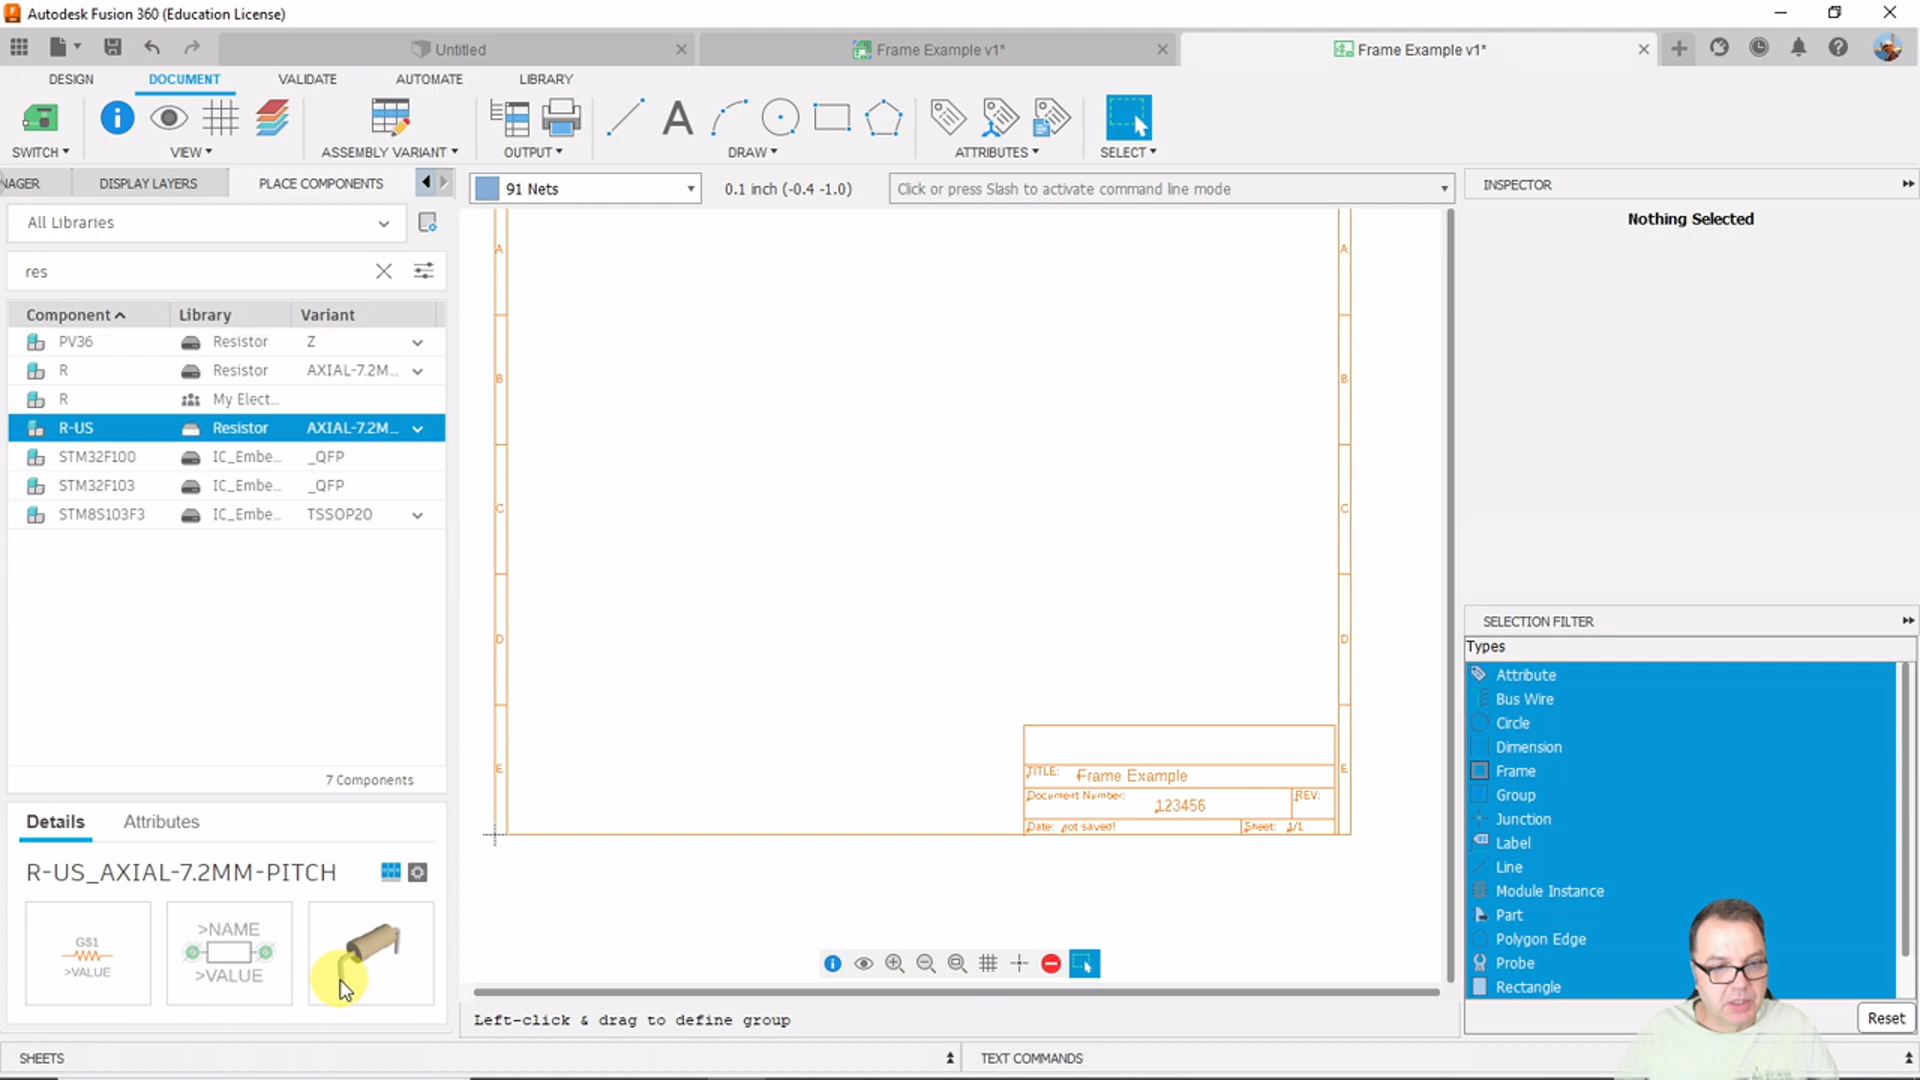 Autodesk Fusion 360 (Education License)
Untitled
Frame Example v1*
Frame Example v1*
DESIGN
DOCUMENT
VALIDATE
AUTOMATE
LIBRARY
SWITCH
VIEW
ASSEMBLY VARIANT
OUTPUT
DRAW
ATTRIBUTES
SELECT
NAGER
DISPLAY LAYERS
PLACE COMPONENTS
91 Nets
0.1 inch (-0.4 -1.0)
Click or press Slash to activate command line mode
INSPECTOR
Nothing Selected
All Libraries
res
Component Library Variant
PV36 Resistor Z
R Resistor AXIAL-7.2M...
R My Elect...
R-US Resistor AXIAL-7.2M...
STM32F100 IC_Embe... _QFP
STM32F103 IC_Embe... _QFP
STM8S103F3 IC_Embe... TSSOP20
7 Components
Details Attributes
R-US_AXIAL-7.2MM-PITCH
G$1
>VALUE
>NAME
>VALUE
A A
B B
C C
D D
E E
TITLE: Frame Example
Document Number: 123456 REV:
Date: not saved! Sheet: 1/1
Left-click & drag to define group
SELECTION FILTER
Types
Attribute
Bus Wire
Circle
Dimension
Frame
Group
Junction
Label
Line
Module Instance
Part
Polygon Edge
Probe
Rectangle
Reset
SHEETS
TEXT COMMANDS